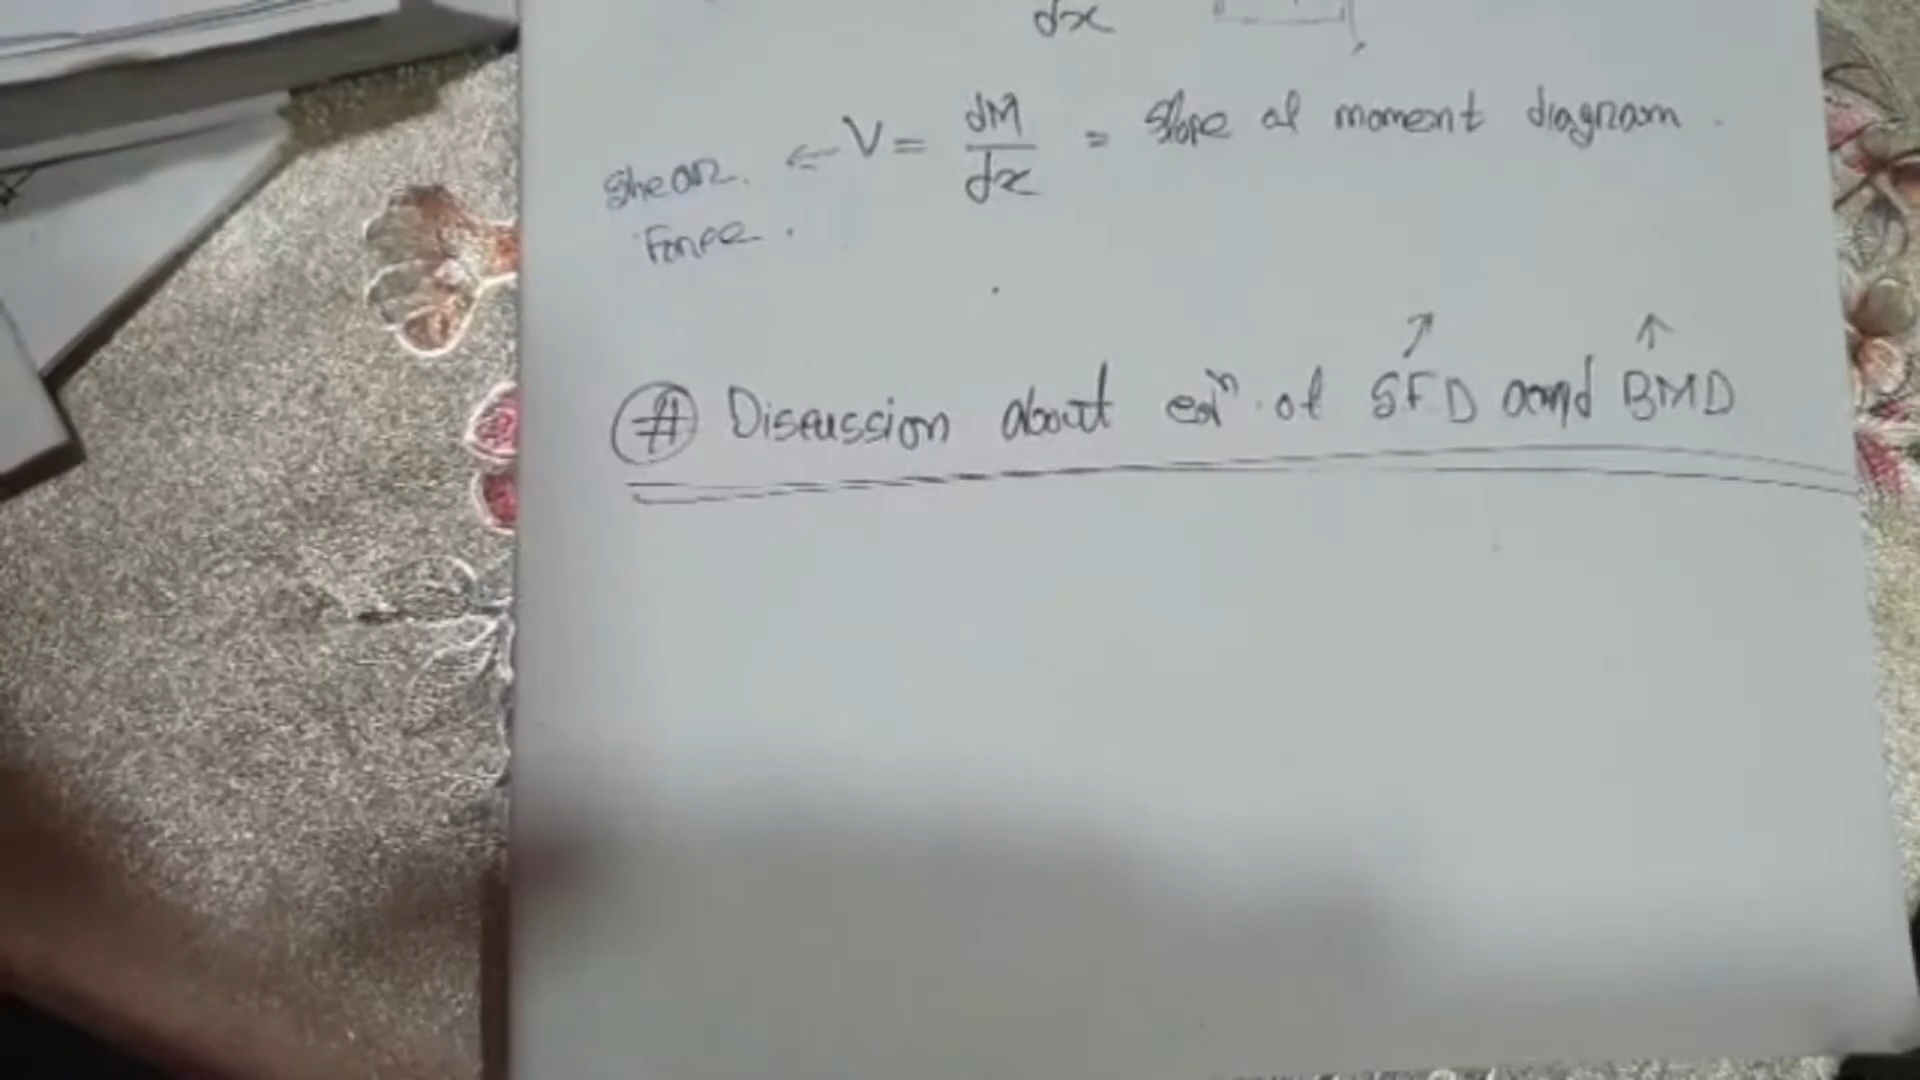 dx
V = dM/dx = Slope of moment diagram.
shear ←
Force.
# Discussion about eqn. of SFD and BMD